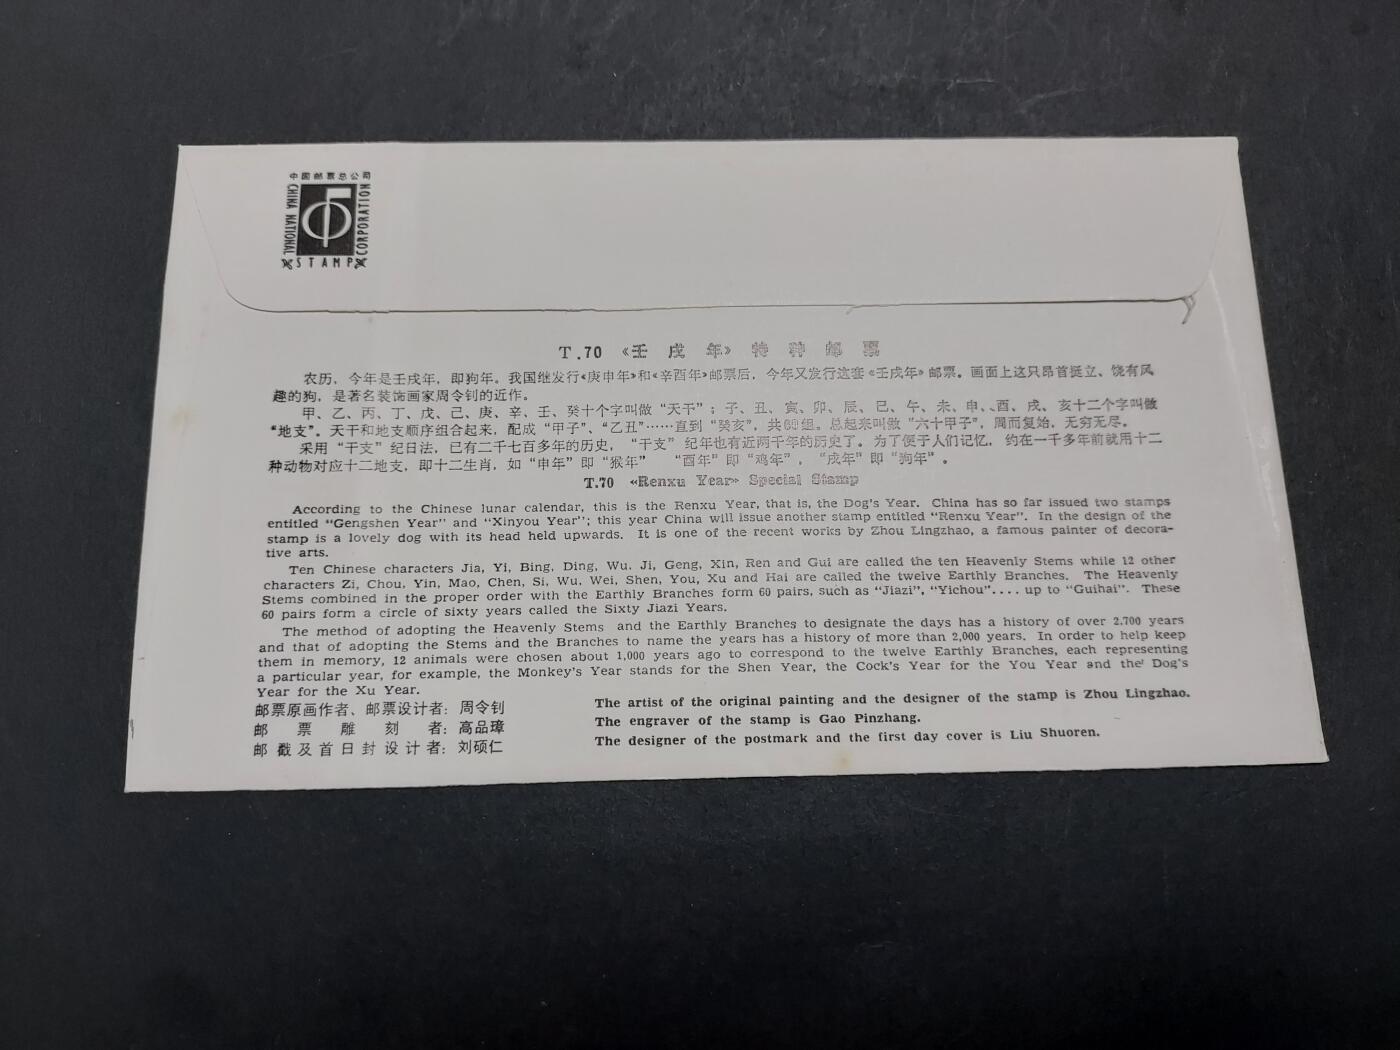 中国邮票总公司
CHINA NATIONAL
STAMP
CORPORATION
T.70 《壬戌年》特种邮票
农历，今年是壬戌年，即狗年。我国继发行《庚申年》和《辛酉年》邮票后，今年又发行这套《壬戌年》邮票。画面上这只昂首挺立、饶有风
趣的狗，是著名装饰画家周令钊的近作。
甲、乙、丙、丁、戊、己、庚、辛、壬、癸十个字叫做“天干”；子、丑、寅、卯、辰、巳、午、未、申、酉、戌、亥十二个字叫做
“地支”。天干和地支顺序组合起来，配成“甲子”、“乙丑”……直到“癸亥”，共60组。总起来叫做“六十甲子”，周而复始，无穷无尽。
采用“干支”纪日法，已有二千七百多年的历史，“干支”纪年也有近两千年的历史了。为了便于人们记忆，约在一千多年前就用十二
种动物对应十二地支，即十二生肖，如“申年”即“猴年” “酉年”即“鸡年”，“戌年”即“狗年”。
T.70 《Renxu Year》 Special Stamp
According to the Chinese lunar calendar, this is the Renxu Year, that is, the Dog's Year. China has so far issued two stamps
entitled “Gengshen Year” and “Xinyou Year”; this year China will issue another stamp entitled “Renxu Year”. In the design of the
stamp is a lovely dog with its head held upwards. It is one of the recent works by Zhou Lingzhao, a famous painter of decora-
tive arts.
Ten Chinese characters Jia, Yi, Bing, Ding, Wu, Ji, Geng, Xin, Ren and Gui are called the ten Heavenly Stems while 12 other
characters Zi, Chou, Yin, Mao, Chen, Si, Wu, Wei, Shen, You, Xu and Hai are called the twelve Earthly Branches. The Heavenly
Stems combined in the proper order with the Earthly Branches form 60 pairs, such as “Jiazi”, “Yichou”.... up to “Guihai”. These
60 pairs form a circle of sixty years called the Sixty Jiazi Years.
The method of adopting the Heavenly Stems and the Earthly Branches to designate the days has a history of over 2,700 years
and that of adopting the Stems and the Branches to name the years has a history of more than 2,000 years. In order to help keep
them in memory, 12 animals were chosen about 1,000 years ago to correspond to the twelve Earthly Branches, each representing
a particular year, for example, the Monkey's Year stands for the Shen Year, the Cock's Year for the You Year and the Dog's
Year for the Xu Year.
邮票原画作者、邮票设计者：周令钊
邮票雕刻者：高品璋
邮戳及首日封设计者：刘硕仁
The artist of the original painting and the designer of the stamp is Zhou Lingzhao.
The engraver of the stamp is Gao Pinzhang.
The designer of the postmark and the first day cover is Liu Shuoren.